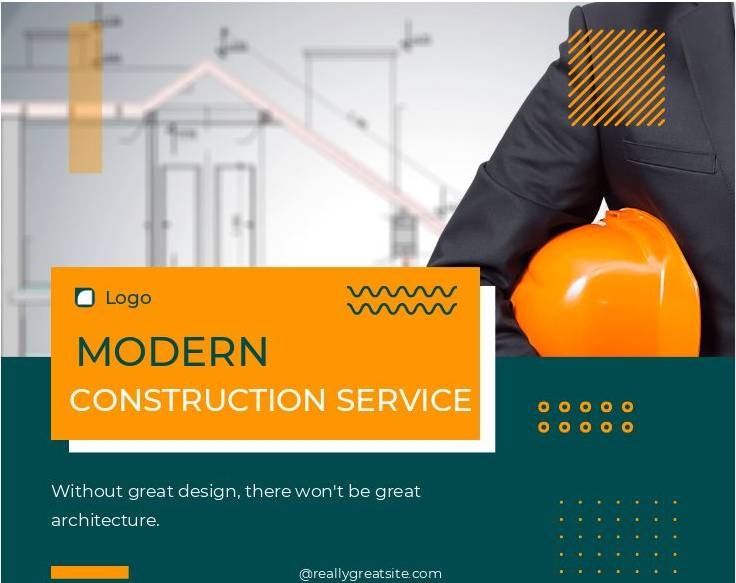 Logo
MODERN
CONSTRUCTION SERVICE
Without great design, there won't be great
architecture.
@reallygreatsite.com